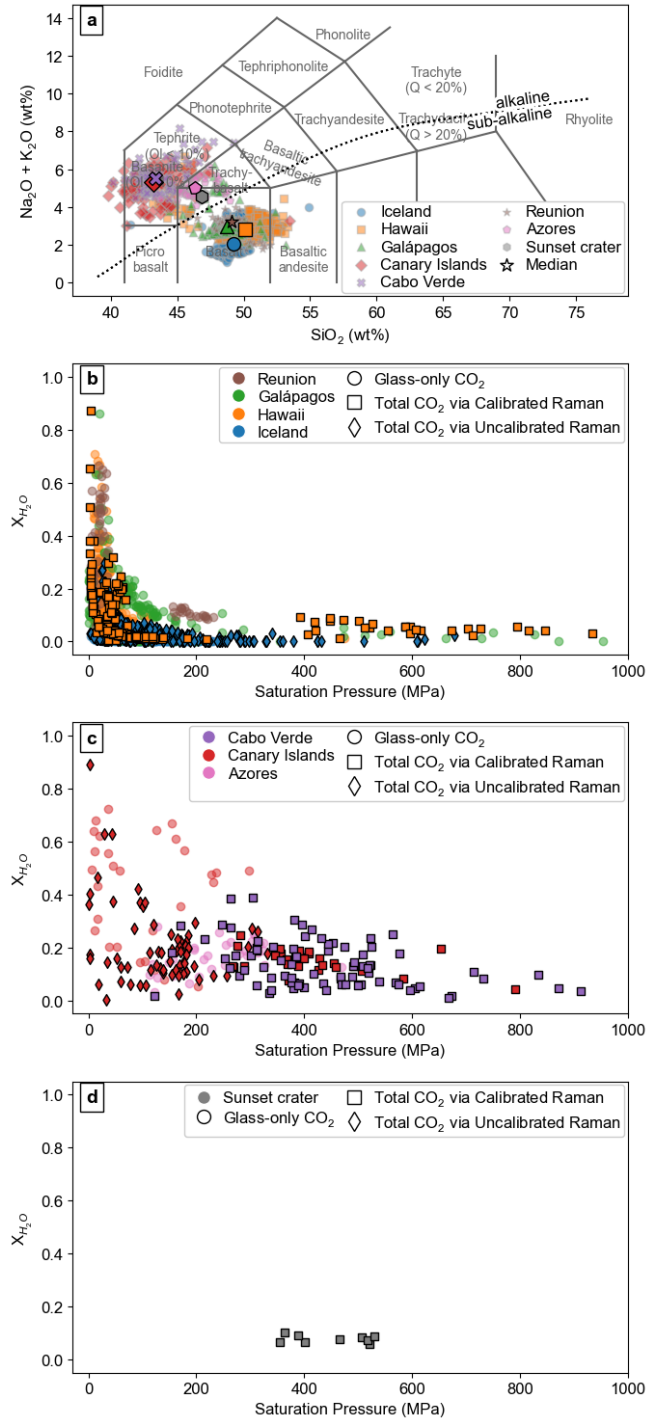 a
14
12
10
8
6
4
2
0
Na₂O + K₂O (wt%)
Phonolite
Foidite
Tephriphonolite
Trachyte
(Q < 20%)
Phonotephrite
Trachyandesite
(Q > 20%)
alkaline
sub-alkaline
Rhyolite
Tephrite
Basaltic
trachyandesite
Picro
basalt
Basaltic
andesite
Iceland
Hawaii
Galápagos
Canary Islands
Cabo Verde
Reunion
Azores
Sunset crater
Median
40 45 50 55 60 65 70 75
SiO₂ (wt%)
b
1.0
0.8
0.6
0.4
0.2
0.0
X_H₂O
Reunion
Galápagos
Hawaii
Iceland
Glass-only CO₂
Total CO₂ via Calibrated Raman
Total CO₂ via Uncalibrated Raman
0 200 400 600 800 1000
Saturation Pressure (MPa)
c
1.0
0.8
0.6
0.4
0.2
0.0
X_H₂O
Cabo Verde
Canary Islands
Azores
Glass-only CO₂
Total CO₂ via Calibrated Raman
Total CO₂ via Uncalibrated Raman
0 200 400 600 800 1000
Saturation Pressure (MPa)
d
1.0
0.8
0.6
0.4
0.2
0.0
X_H₂O
Sunset crater
Glass-only CO₂
Total CO₂ via Calibrated Raman
Total CO₂ via Uncalibrated Raman
0 200 400 600 800 1000
Saturation Pressure (MPa)